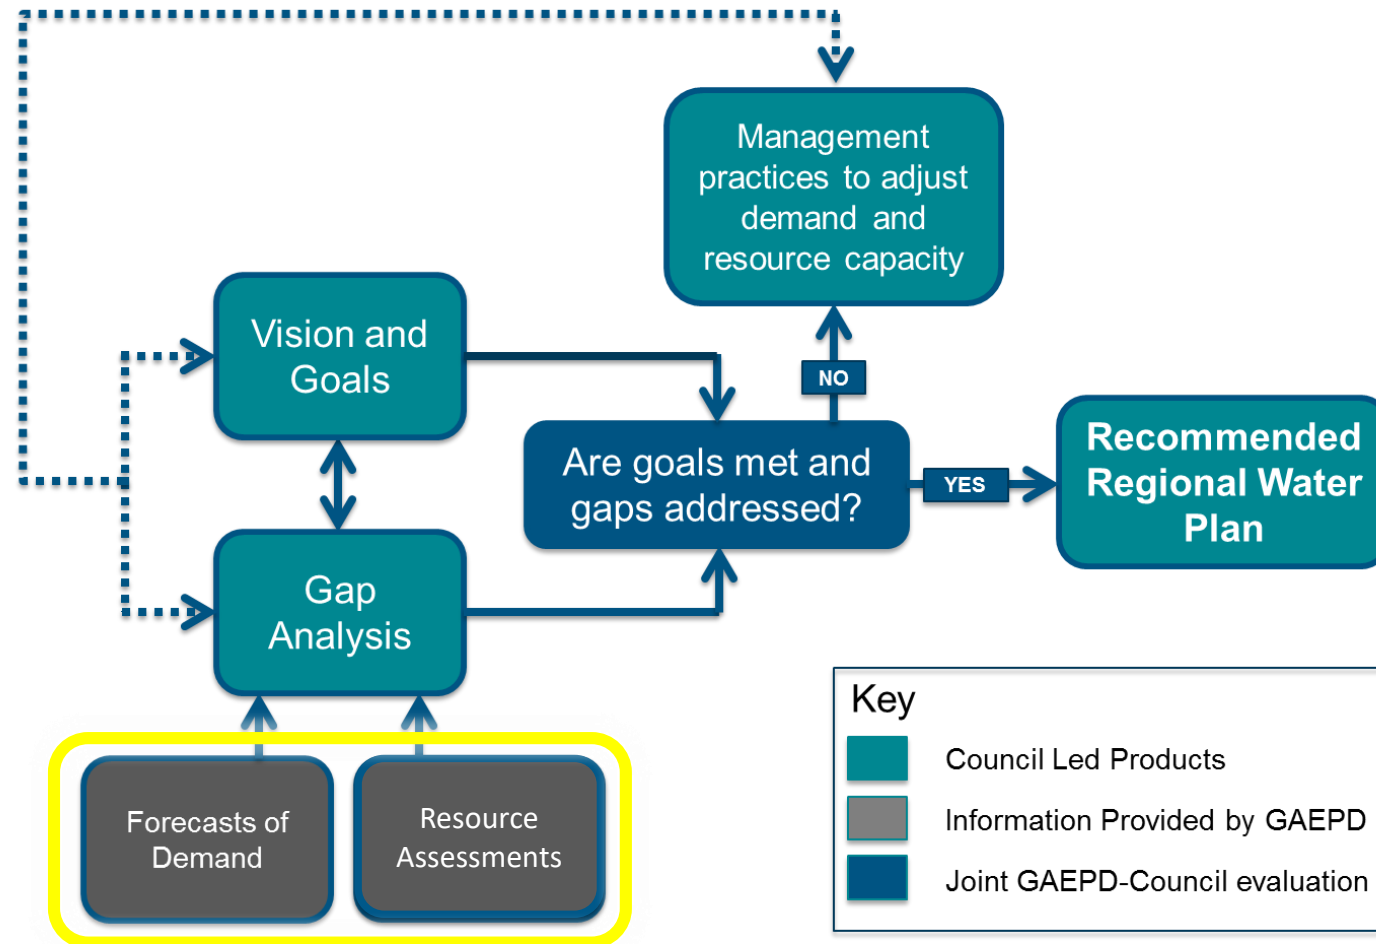 Management
practices to adjust
demand and
resource capacity
Vision and
Goals
NO
Are goals met and
gaps addressed?
YES
Recommended
Regional Water
Plan
Gap
Analysis
Forecasts of
Demand
Resource
Assessments
Key
Council Led Products
Information Provided by GAEPD
Joint GAEPD-Council evaluation